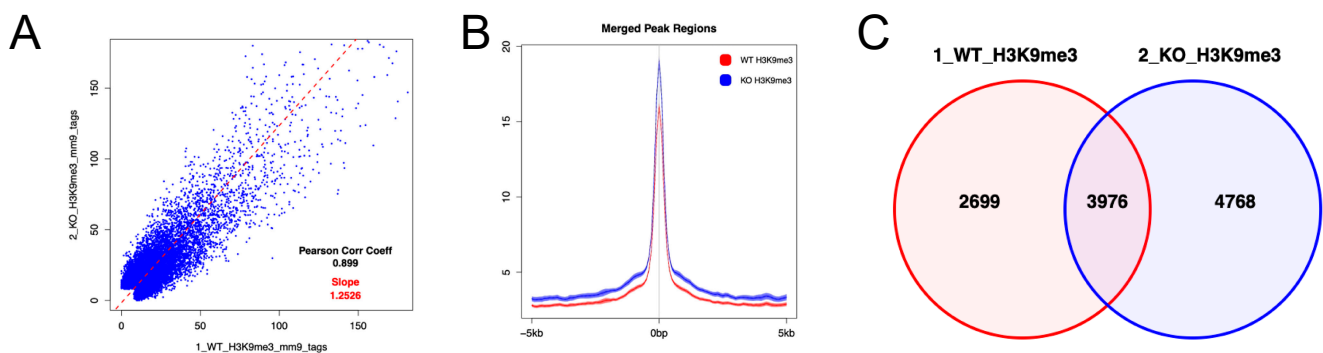 A
2_KO_H3K9me3_mm9_tags
150
100
50
0
0
50
100
150
1_WT_H3K9me3_mm9_tags
Pearson Corr Coeff
0.899
Slope
1.2526
B
Merged Peak Regions
20
15
10
5
−5kb
0bp
5kb
WT H3K9me3
KO H3K9me3
C
1_WT_H3K9me3
2_KO_H3K9me3
2699
3976
4768